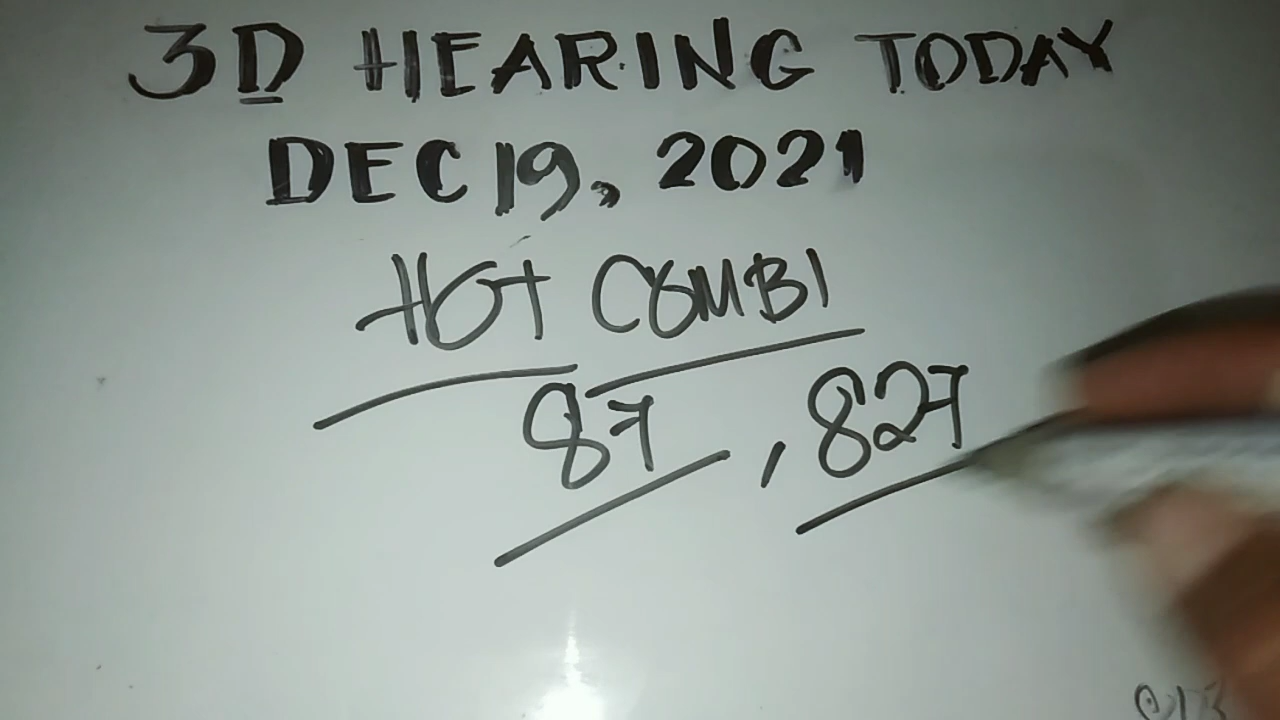 3D HEARING TODAY
DEC 19, 2021
HOT COMBI
87, 827